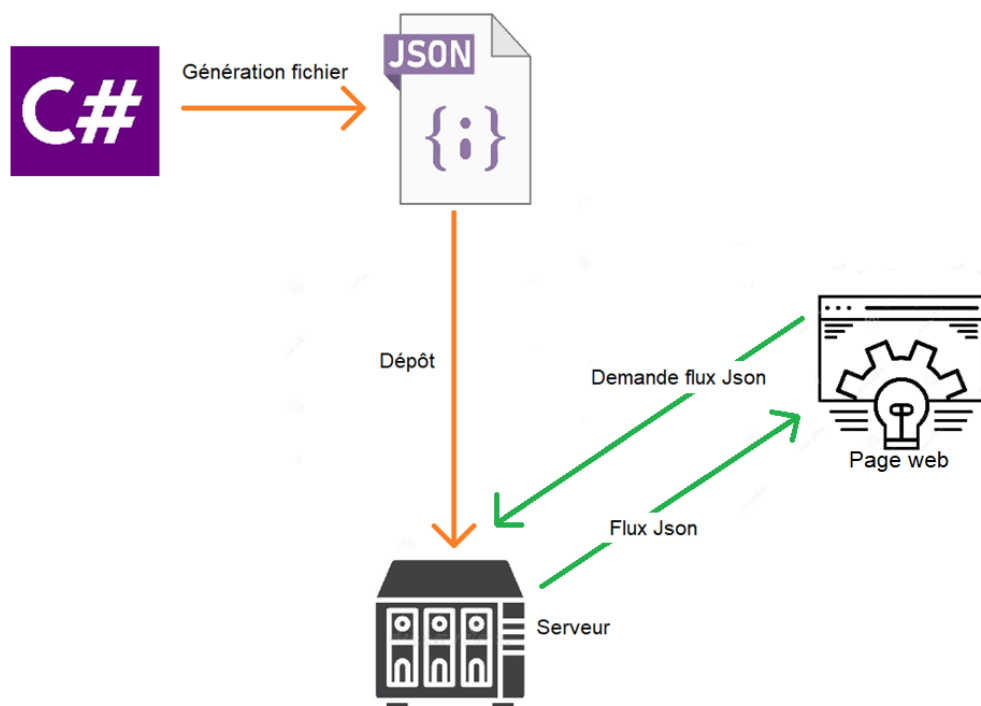 JSON
Génération fichier
C#
{;}
Dépôt
Demande flux Json
Page web
Flux Json
Serveur